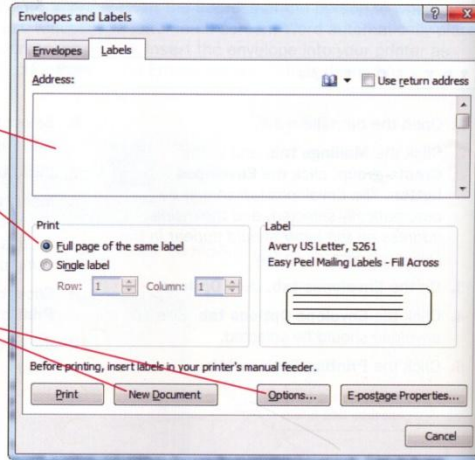 Envelopes and Labels
Envelopes Labels
Address:
Use return address
Print
Full page of the same label
Single label
Row: 1 Column: 1
Label
Avery US Letter, 5261
Easy Peel Mailing Labels - Fill Across
Before printing, insert labels in your printer's manual feeder.
Print New Document Options... E-postage Properties...
Cancel